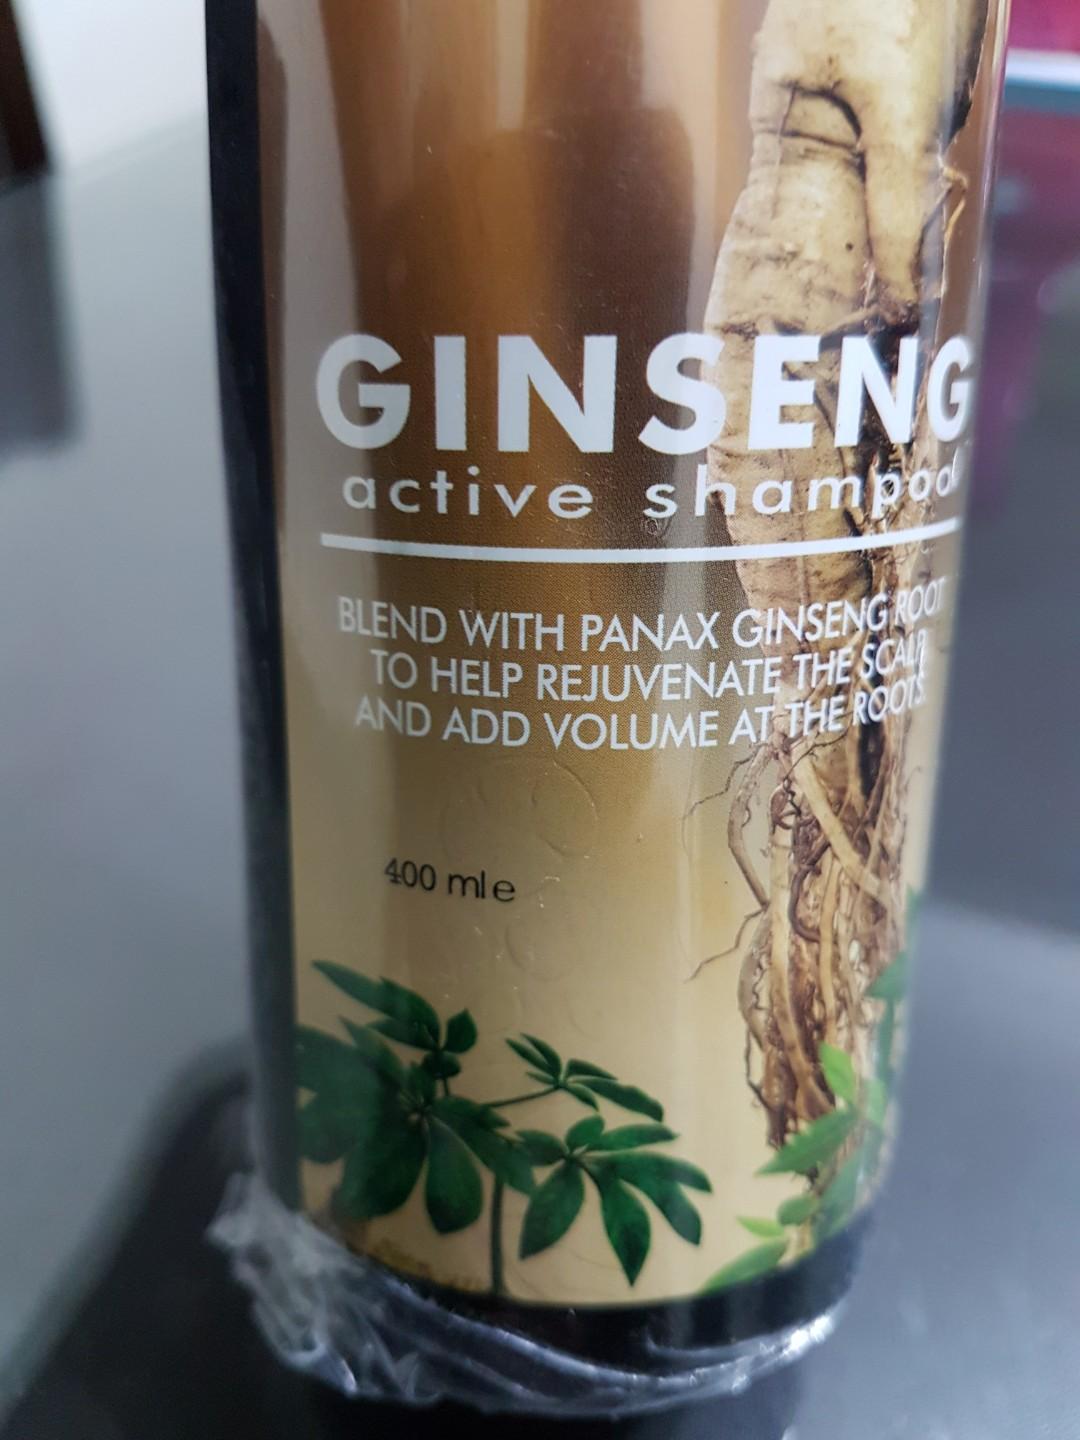 GINSENG
active shampoo
BLEND WITH PANAX GINSENG ROOT
TO HELP REJUVENATE THE SCALP
AND ADD VOLUME AT THE ROOTS.
400 ml e